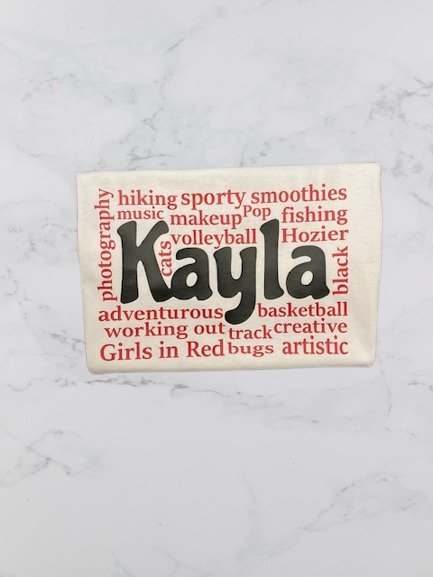 photography
hiking sporty smoothies
music makeup Pop fishing
cats volleyball Hozier
Kayla
black
adventurous basketball
working out track creative
Girls in Red bugs artistic